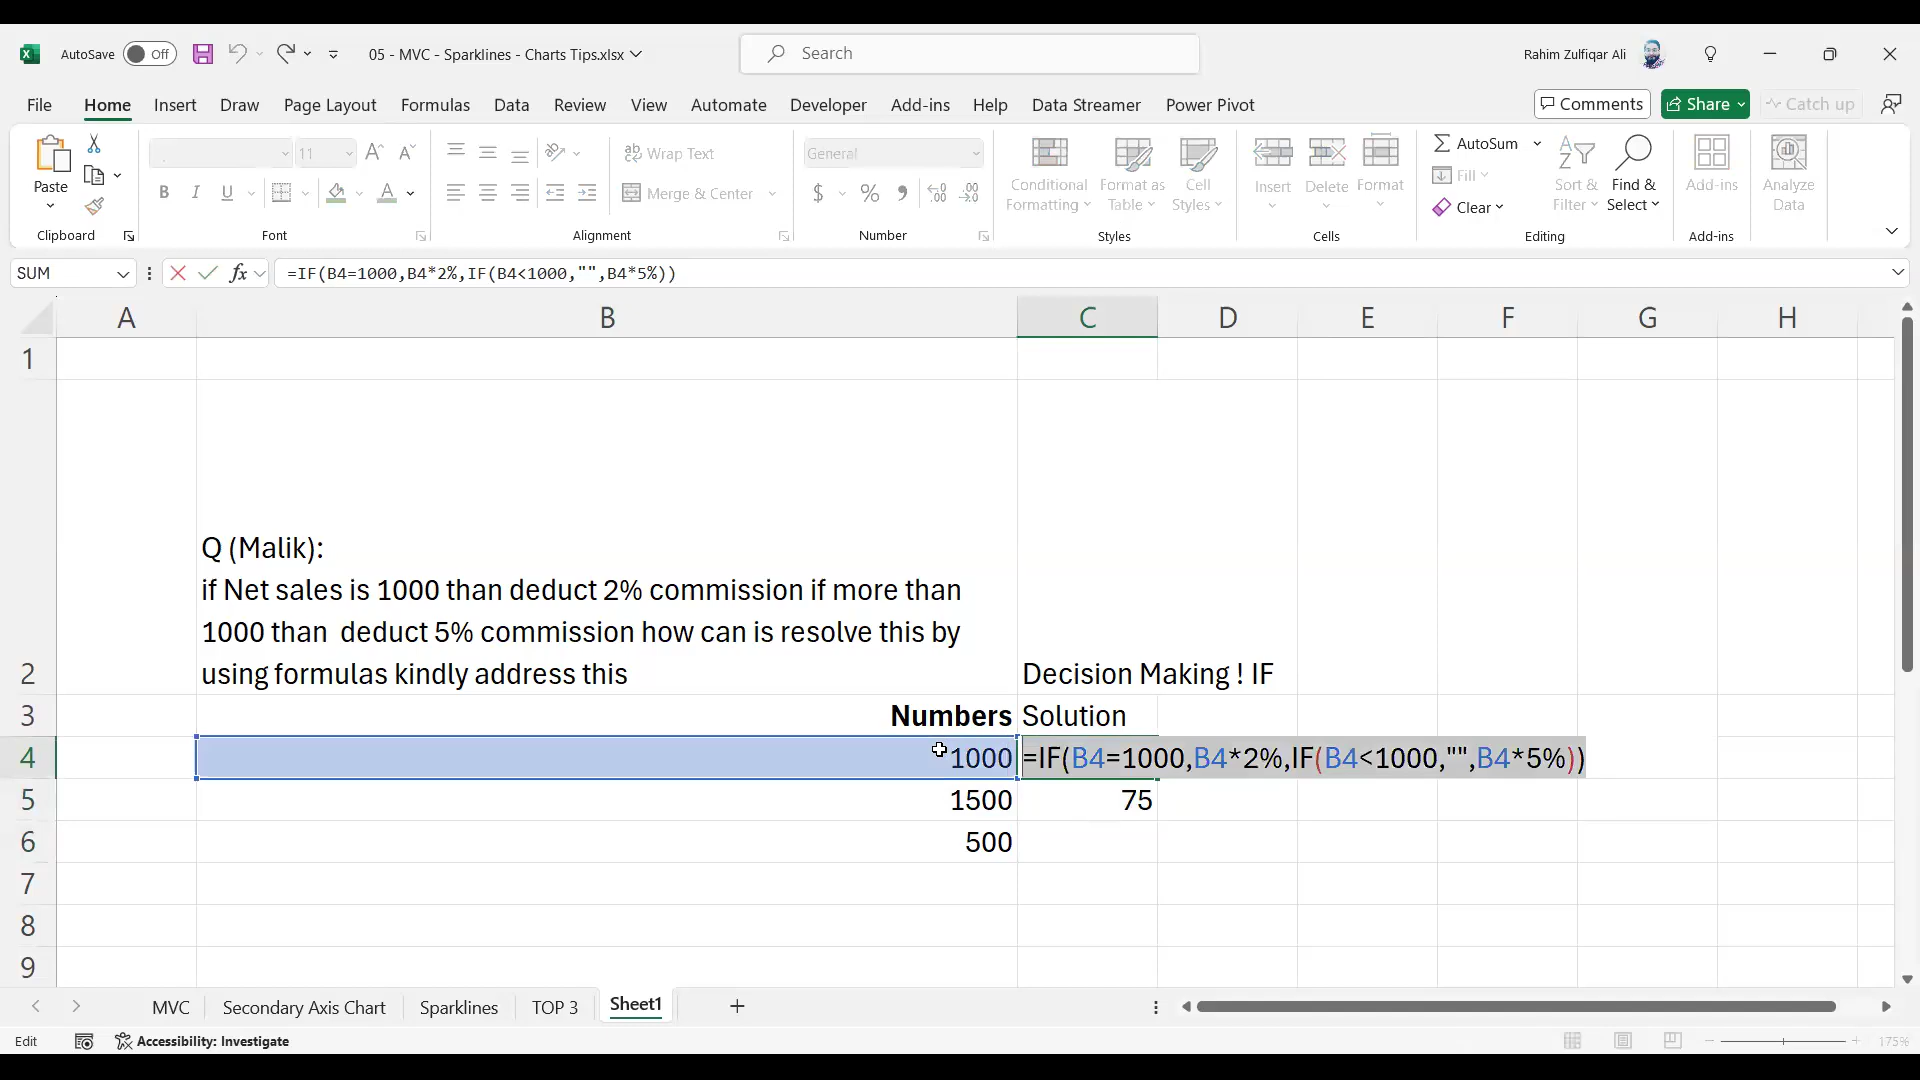 AutoSave Off 05 - MVC - Sparklines - Charts Tips.xlsx Search Rahim Zulfiqar Ali
File Home Insert Draw Page Layout Formulas Data Review View Automate Developer Add-ins Help Data Streamer Power Pivot Comments Share Catch up
Paste
Clipboard
11
B I U
Font
Wrap Text
Merge & Center
Alignment
General
$ % ,
Number
Conditional Formatting
Format as Table
Cell Styles
Styles
Insert Delete Format
Cells
AutoSum
Fill
Clear
Sort & Filter
Find & Select
Editing
Add-ins
Add-ins
Analyze Data
SUM fx =IF(B4=1000,B4*2%,IF(B4<1000,"",B4*5%))
A B C D E F G H
1
Q (Malik):
if Net sales is 1000 than deduct 2% commission if more than
1000 than  deduct 5% commission how can is resolve this by
2 using formulas kindly address this Decision Making ! IF
3 Numbers Solution
4 1000 =IF(B4=1000,B4*2%,IF(B4<1000,"",B4*5%))
5 1500 75
6 500
7
8
9
MVC Secondary Axis Chart Sparklines TOP 3 Sheet1
Edit Accessibility: Investigate 175%